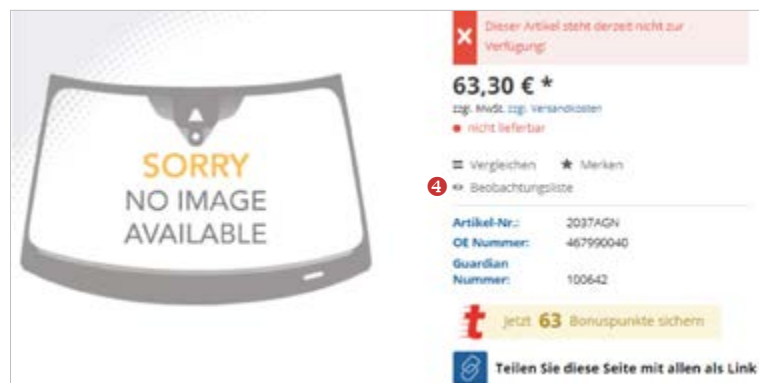 SORRY
NO IMAGE
AVAILABLE
Dieser Artikel steht derzeit nicht zur
Verfügung!
63,30 € *
zzgl. MwSt. zzgl. Versandkosten
nicht lieferbar
Vergleichen Merken
4 Beobachtungsliste
Artikel-Nr.: 2037AGN
OE Nummer: 467990040
Guardian
Nummer: 100642
t Jetzt 63 Bonuspunkte sichern
Teilen Sie diese Seite mit allen als Link